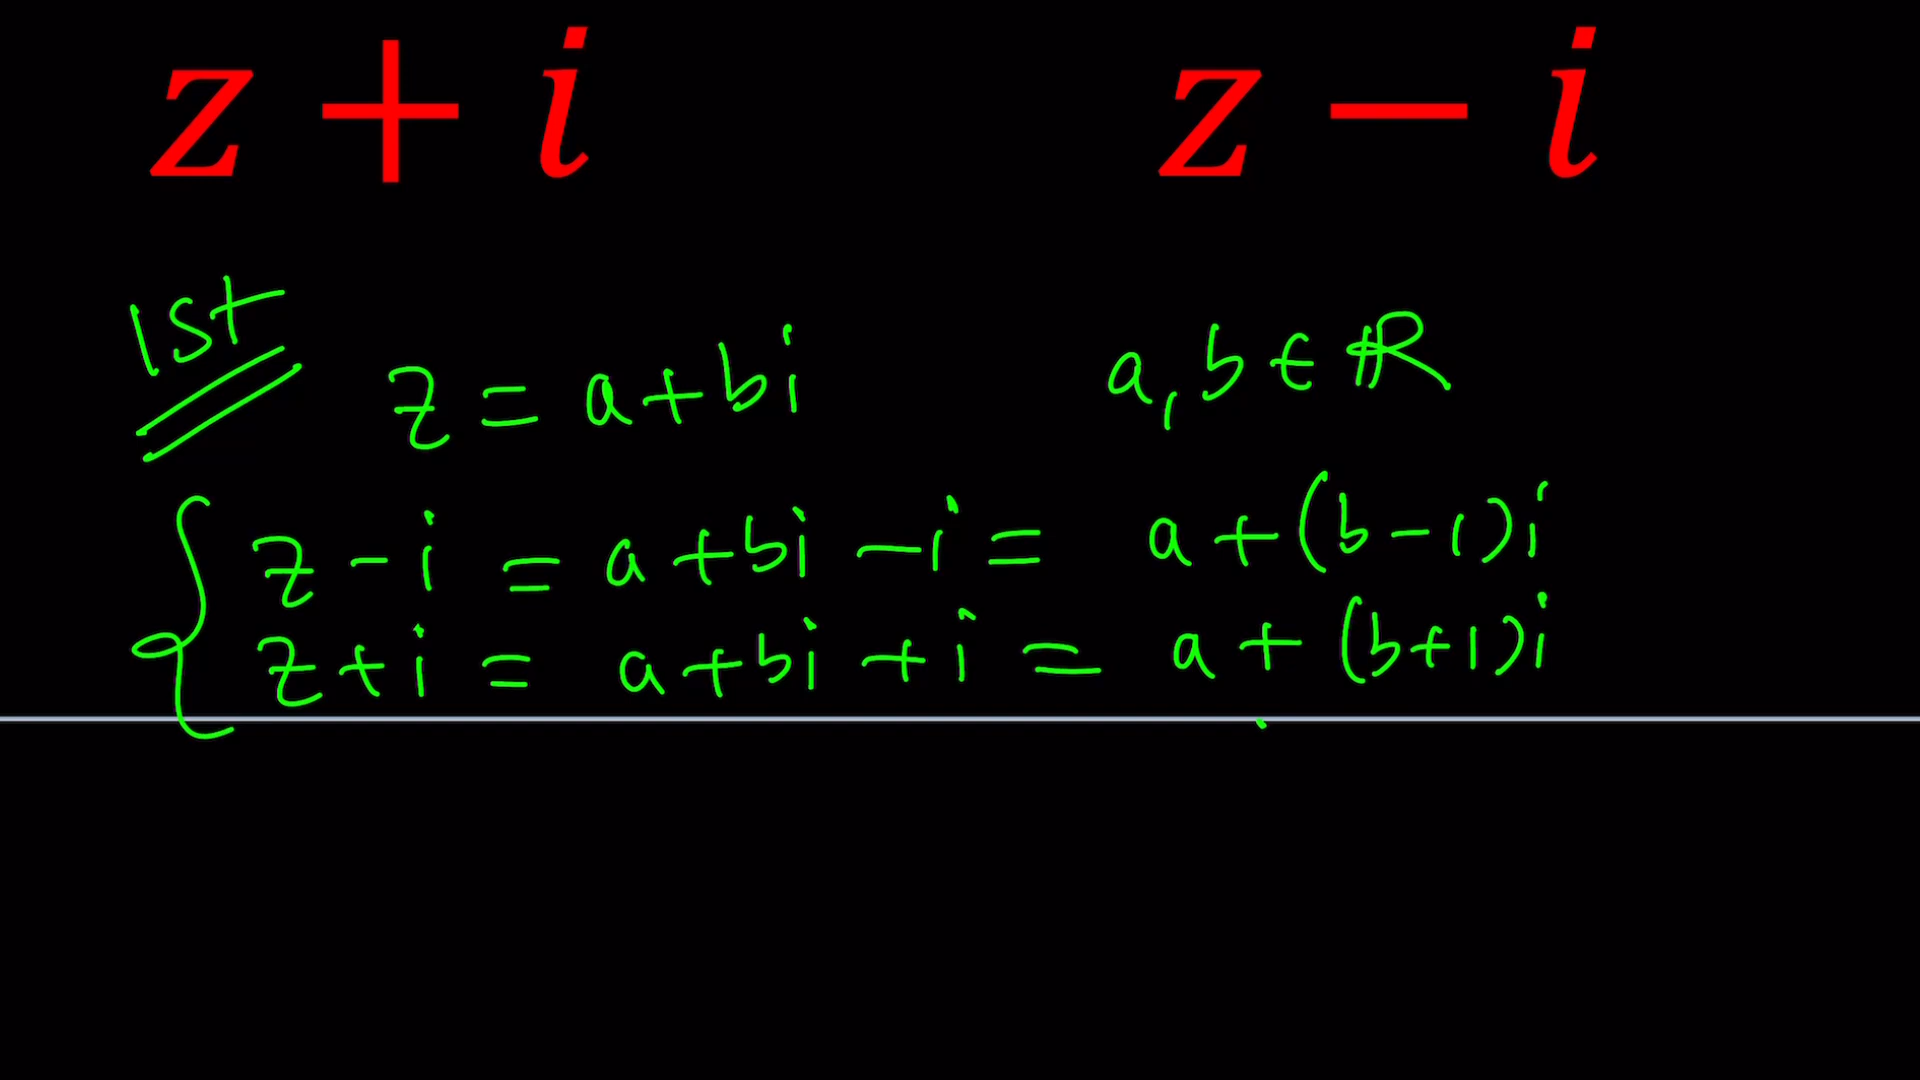 z + i z − i
1st
z = a + bi a, b ∈ ℝ
z − i = a + bi − i = a + (b − 1)i
z + i = a + bi + i = a + (b + 1)i